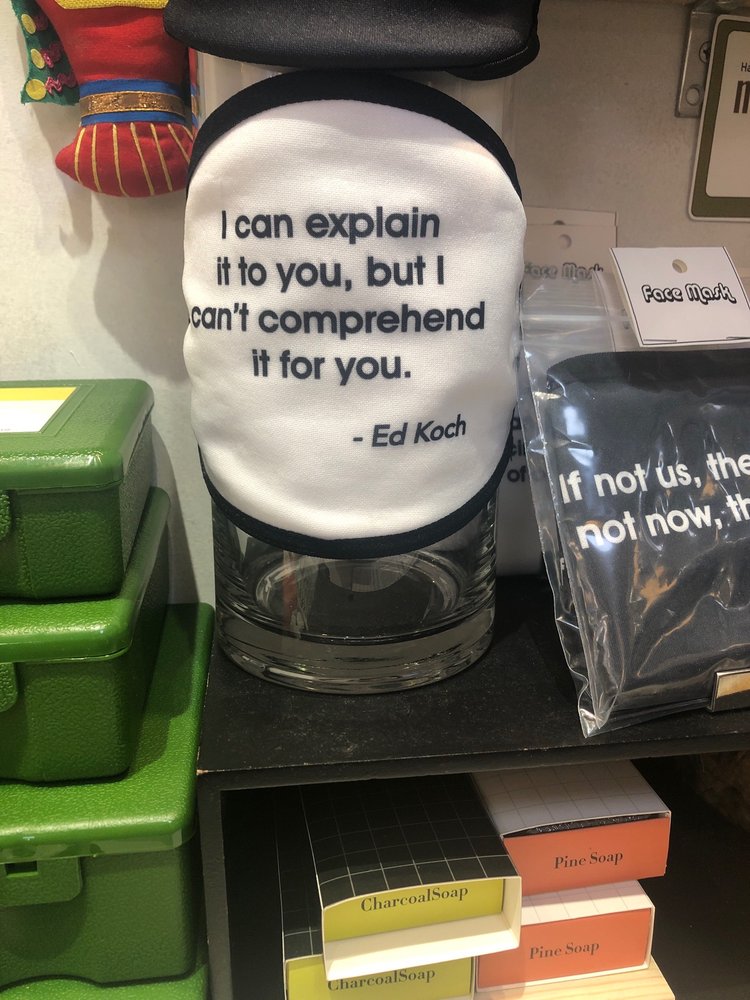 I can explain
it to you, but I
can't comprehend
it for you.
- Ed Koch
Face Mask
Face Mask
If not us, the
not now, th
of
CharcoalSoap
Pine Soap
Pine Soap
CharcoalSoap